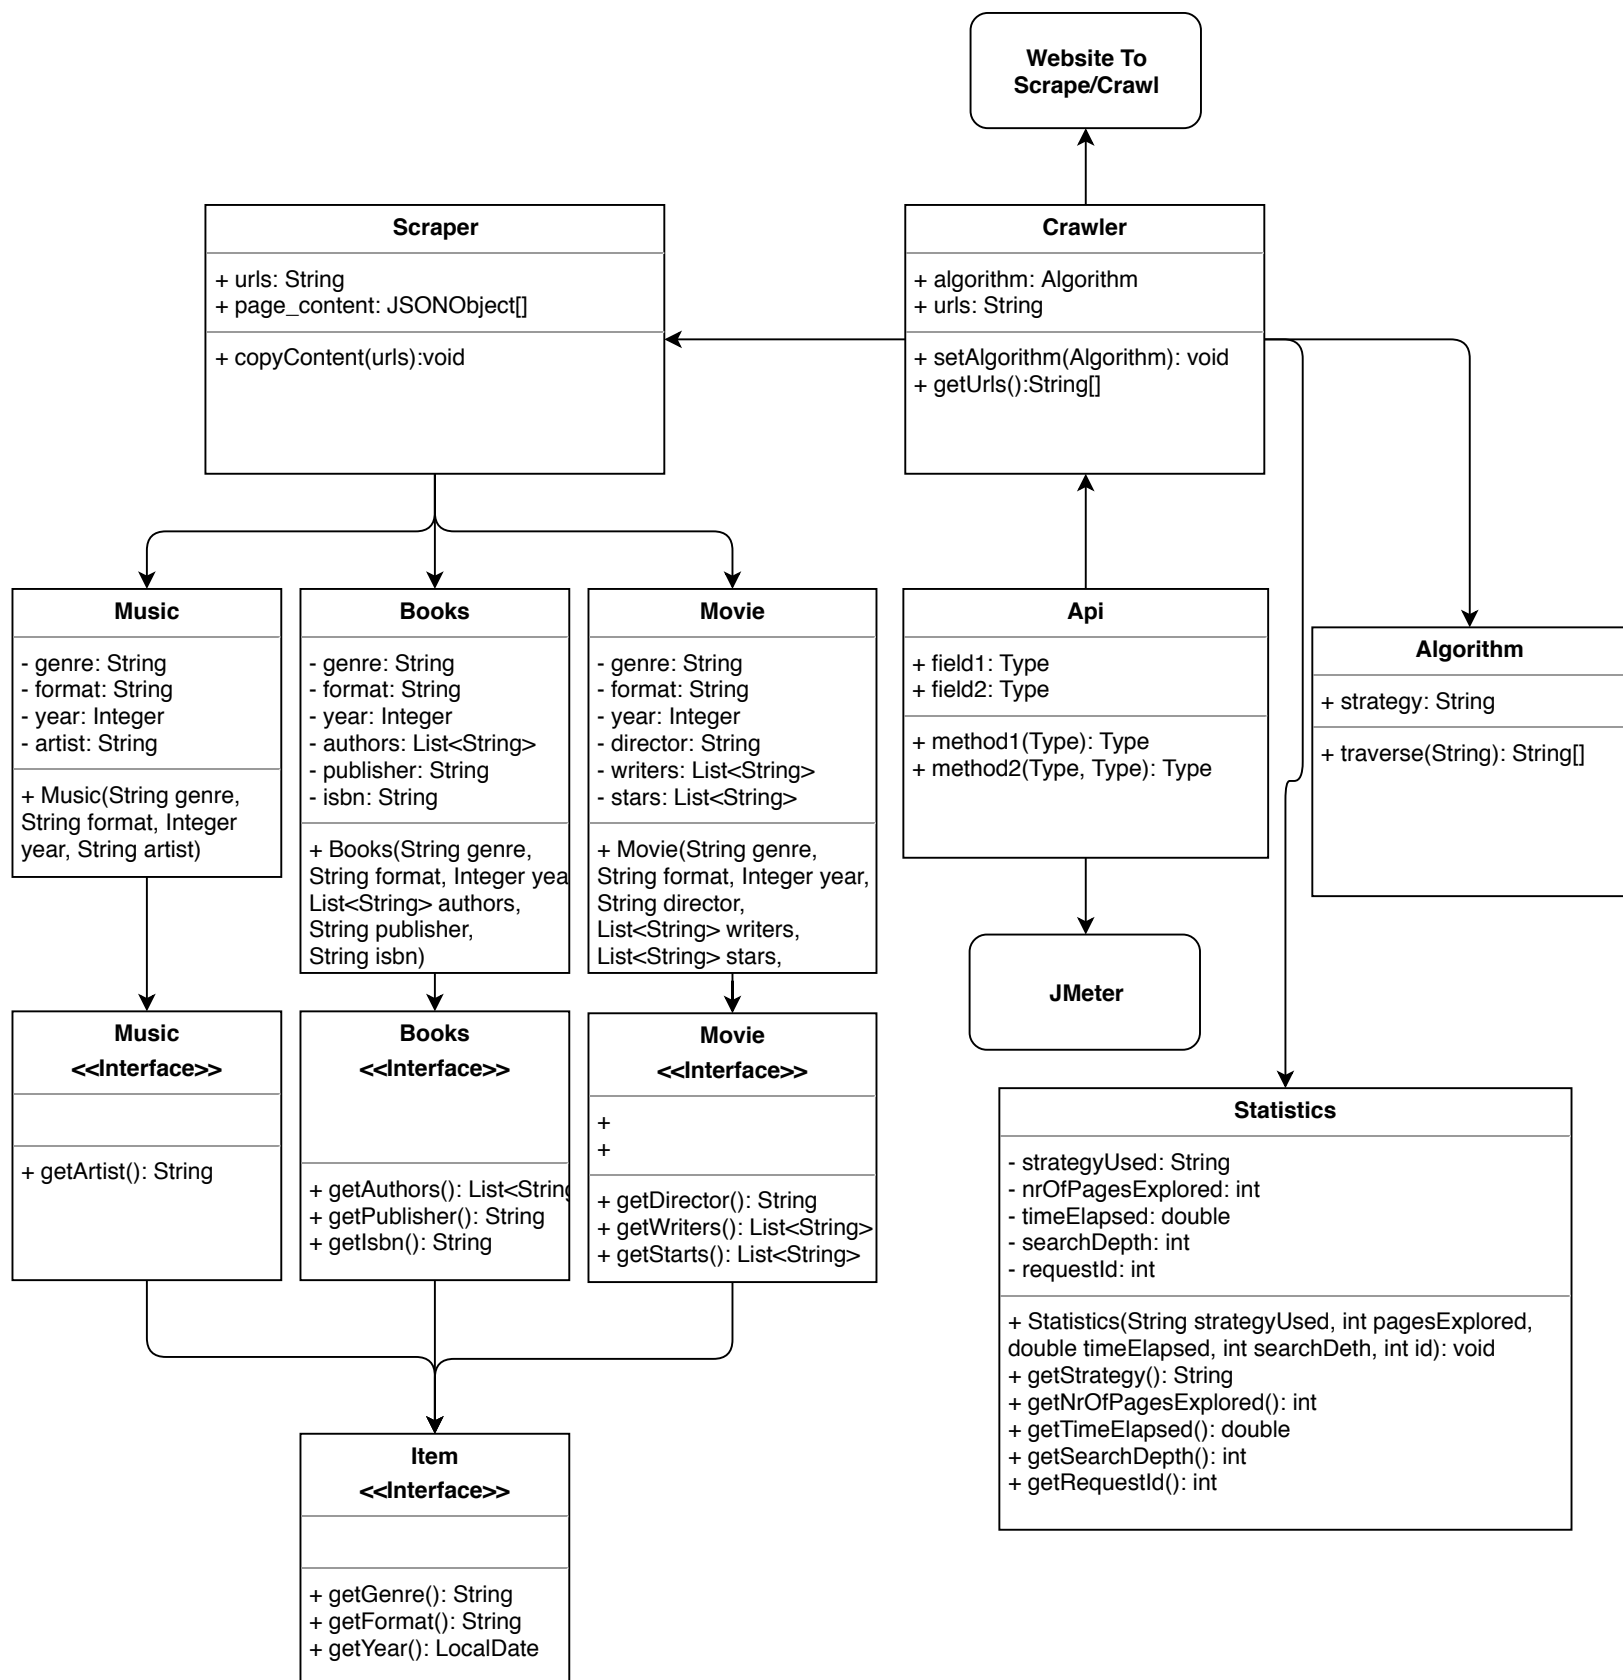 Website To
Scrape/Crawl
Scraper
+ urls: String
+ page_content: JSONObject[]
+ copyContent(urls):void
Crawler
+ algorithm: Algorithm
+ urls: String
+ setAlgorithm(Algorithm): void
+ getUrls():String[]
Music
- genre: String
- format: String
- year: Integer
- artist: String
+ Music(String genre,
String format, Integer
year, String artist)
Books
- genre: String
- format: String
- year: Integer
- authors: List<String>
- publisher: String
- isbn: String
+ Books(String genre,
String format, Integer yea
List<String> authors,
String publisher,
String isbn)
Movie
- genre: String
- format: String
- year: Integer
- director: String
- writers: List<String>
- stars: List<String>
+ Movie(String genre,
String format, Integer year,
String director,
List<String> writers,
List<String> stars,
Api
+ field1: Type
+ field2: Type
+ method1(Type): Type
+ method2(Type, Type): Type
Algorithm
+ strategy: String
+ traverse(String): String[]
JMeter
Music
<<Interface>>
+ getArtist(): String
Books
<<Interface>>
+ getAuthors(): List<String
+ getPublisher(): String
+ getIsbn(): String
Movie
<<Interface>>
+
+
+ getDirector(): String
+ getWriters(): List<String>
+ getStarts(): List<String>
Statistics
- strategyUsed: String
- nrOfPagesExplored: int
- timeElapsed: double
- searchDepth: int
- requestId: int
+ Statistics(String strategyUsed, int pagesExplored,
double timeElapsed, int searchDeth, int id): void
+ getStrategy(): String
+ getNrOfPagesExplored(): int
+ getTimeElapsed(): double
+ getSearchDepth(): int
+ getRequestId(): int
Item
<<Interface>>
+ getGenre(): String
+ getFormat(): String
+ getYear(): LocalDate